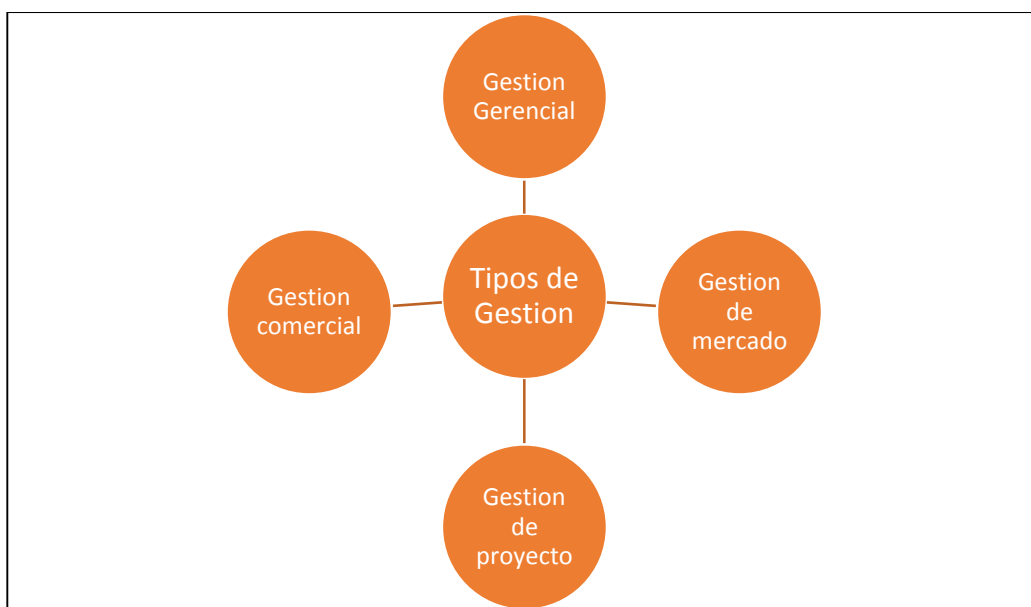 Gestion
Gerencial
Gestion
comercial
Tipos de
Gestion
Gestion
de
mercado
Gestion
de
proyecto